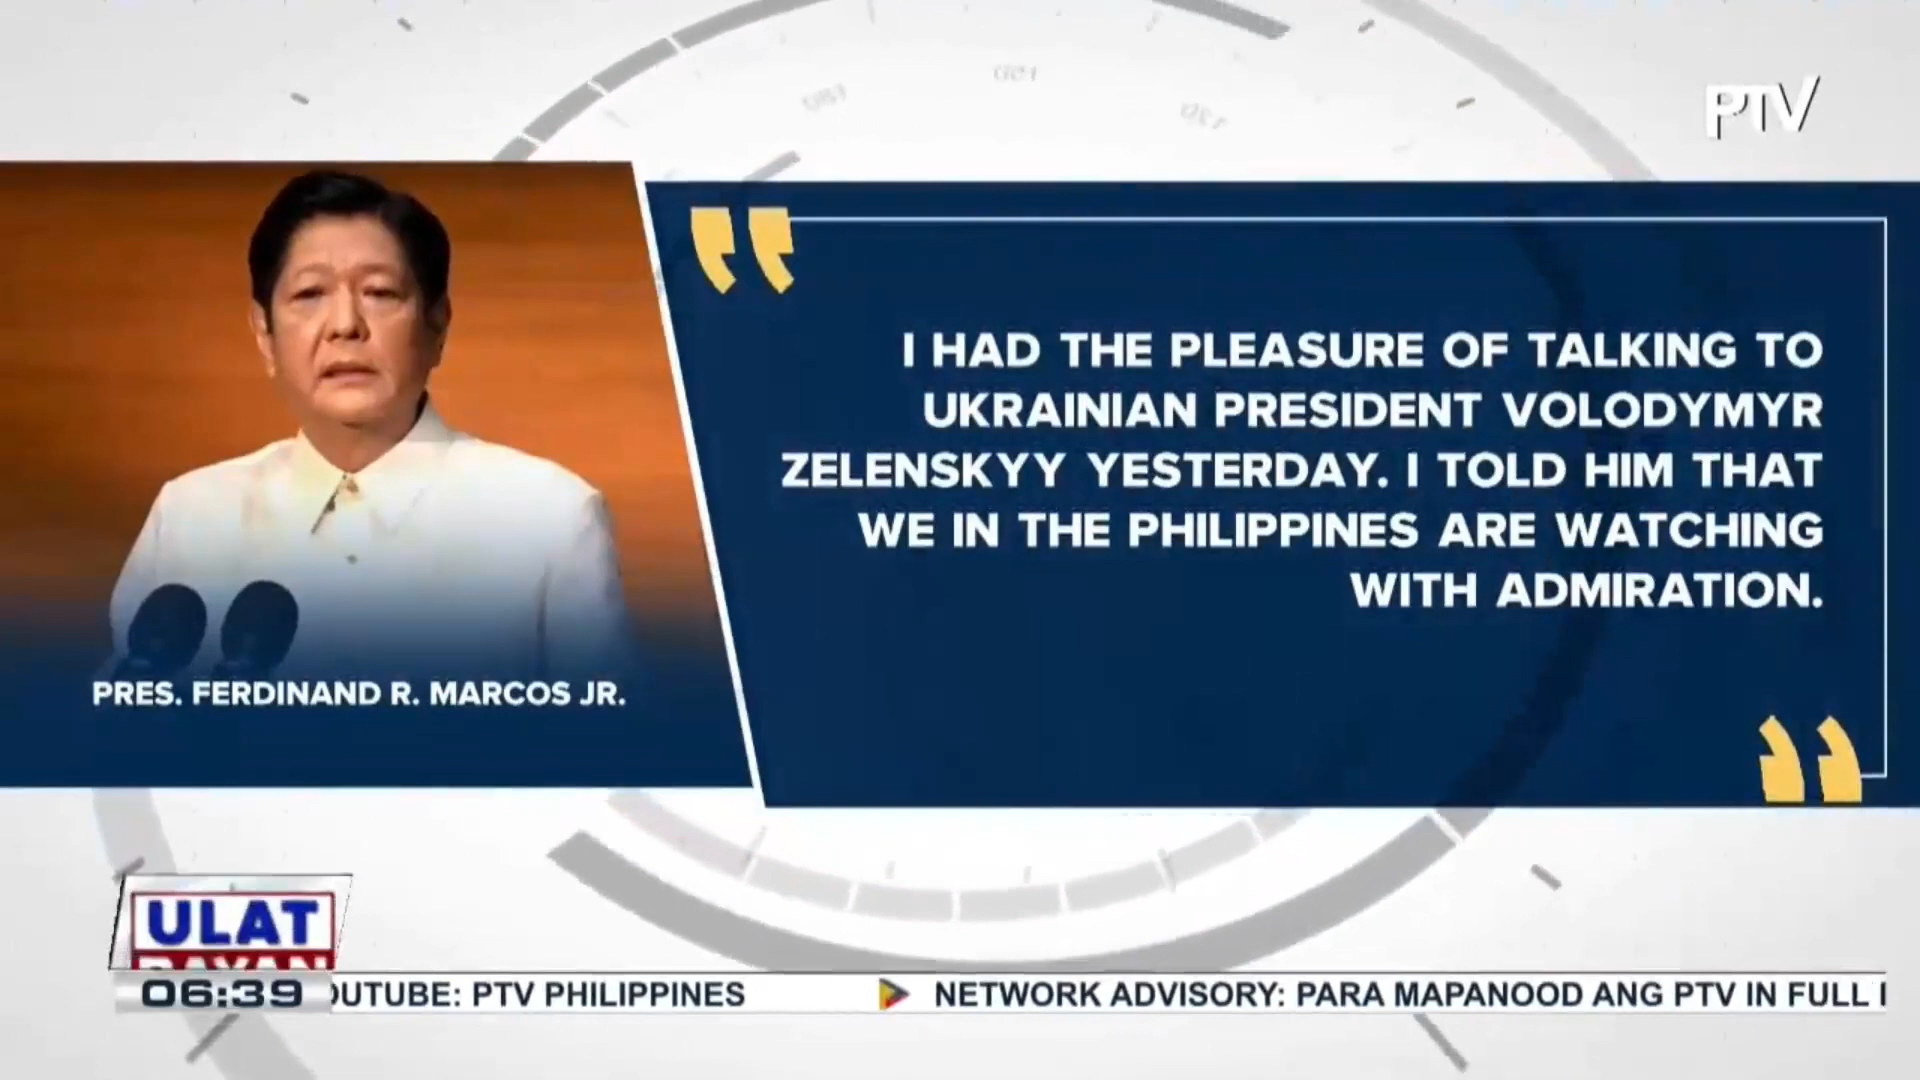 PTV
I HAD THE PLEASURE OF TALKING TO
UKRAINIAN PRESIDENT VOLODYMYR
ZELENSKYY YESTERDAY. I TOLD HIM THAT
WE IN THE PHILIPPINES ARE WATCHING
WITH ADMIRATION.
PRES. FERDINAND R. MARCOS JR.
ULAT
BAYAN
06:39
OUTUBE: PTV PHILIPPINES
NETWORK ADVISORY: PARA MAPANOOD ANG PTV IN FULL